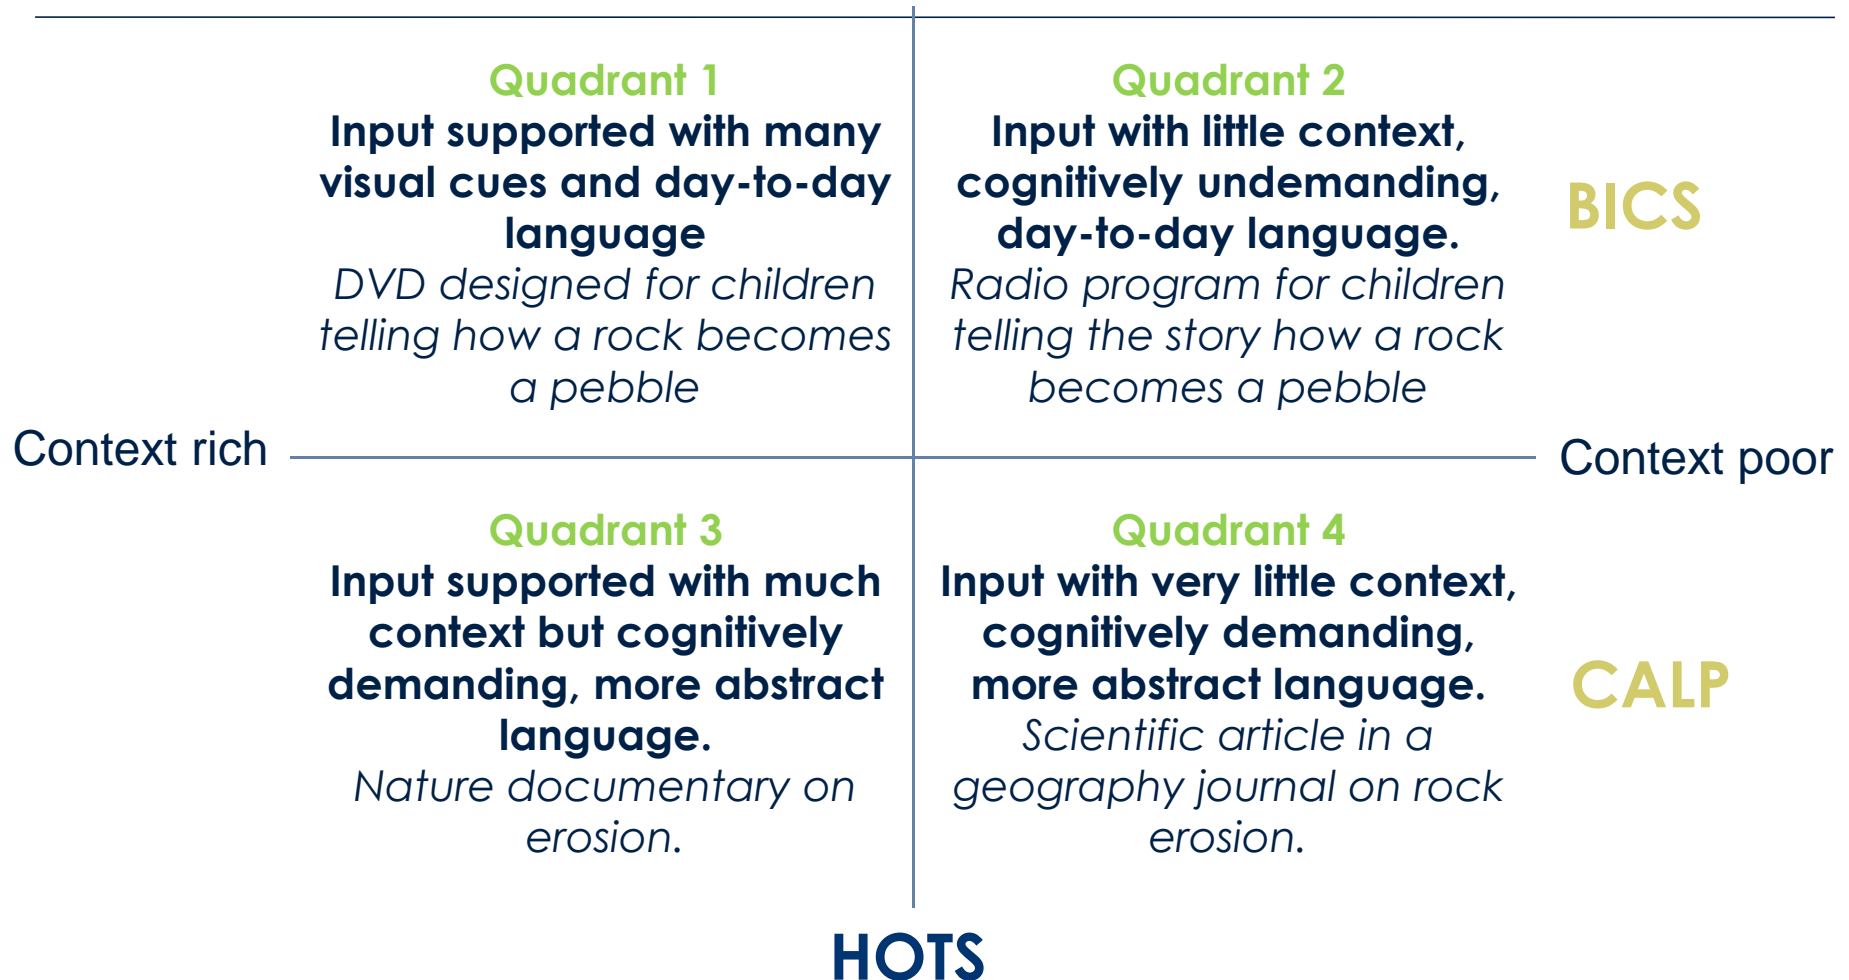 Quadrant 1
Input supported with many
visual cues and day-to-day
language
DVD designed for children
telling how a rock becomes
a pebble
Quadrant 2
Input with little context,
cognitively undemanding,
day-to-day language.
Radio program for children
telling the story how a rock
becomes a pebble
BICS
Context rich
Context poor
Quadrant 3
Input supported with much
context but cognitively
demanding, more abstract
language.
Nature documentary on
erosion.
Quadrant 4
Input with very little context,
cognitively demanding,
more abstract language.
Scientific article in a
geography journal on rock
erosion.
CALP
HOTS